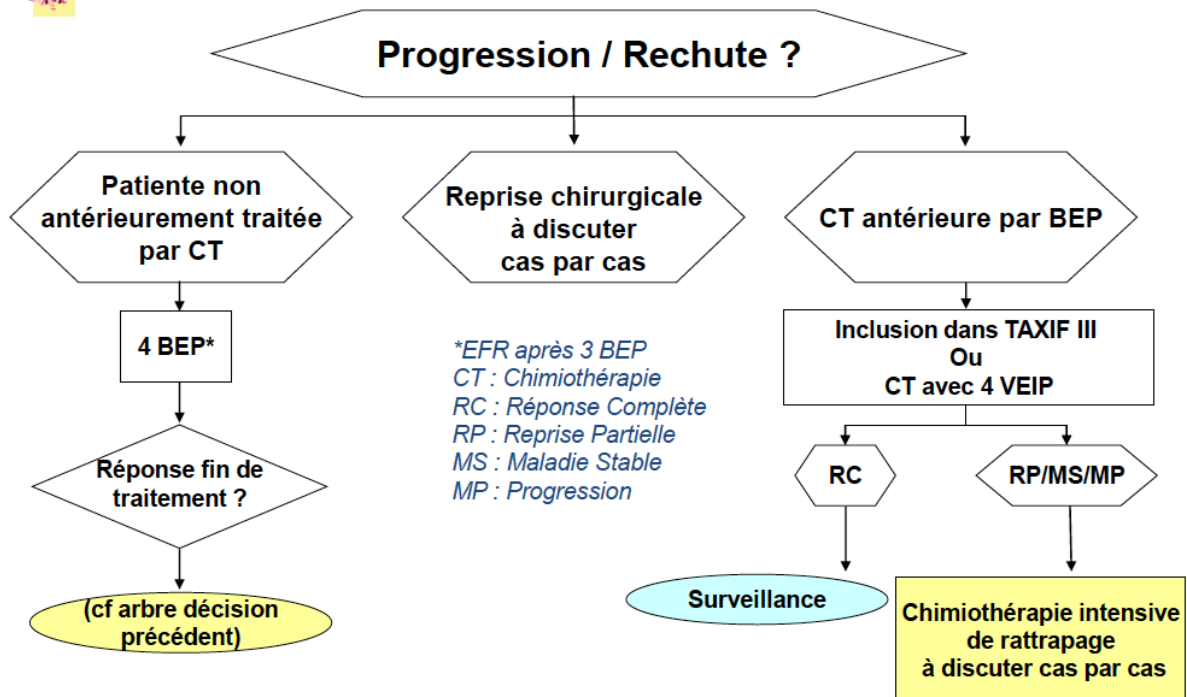 Progression / Rechute ?
Patiente non
antérieurement traitée
par CT
Reprise chirurgicale
à discuter
cas par cas
CT antérieure par BEP
4 BEP*
*EFR après 3 BEP
CT : Chimiothérapie
RC : Réponse Complète
RP : Reprise Partielle
MS : Maladie Stable
MP : Progression
Inclusion dans TAXIF III
Ou
CT avec 4 VEIP
Réponse fin de
traitement ?
RC
RP/MS/MP
(cf arbre décision
précédent)
Surveillance
Chimiothérapie intensive
de rattrapage
à discuter cas par cas